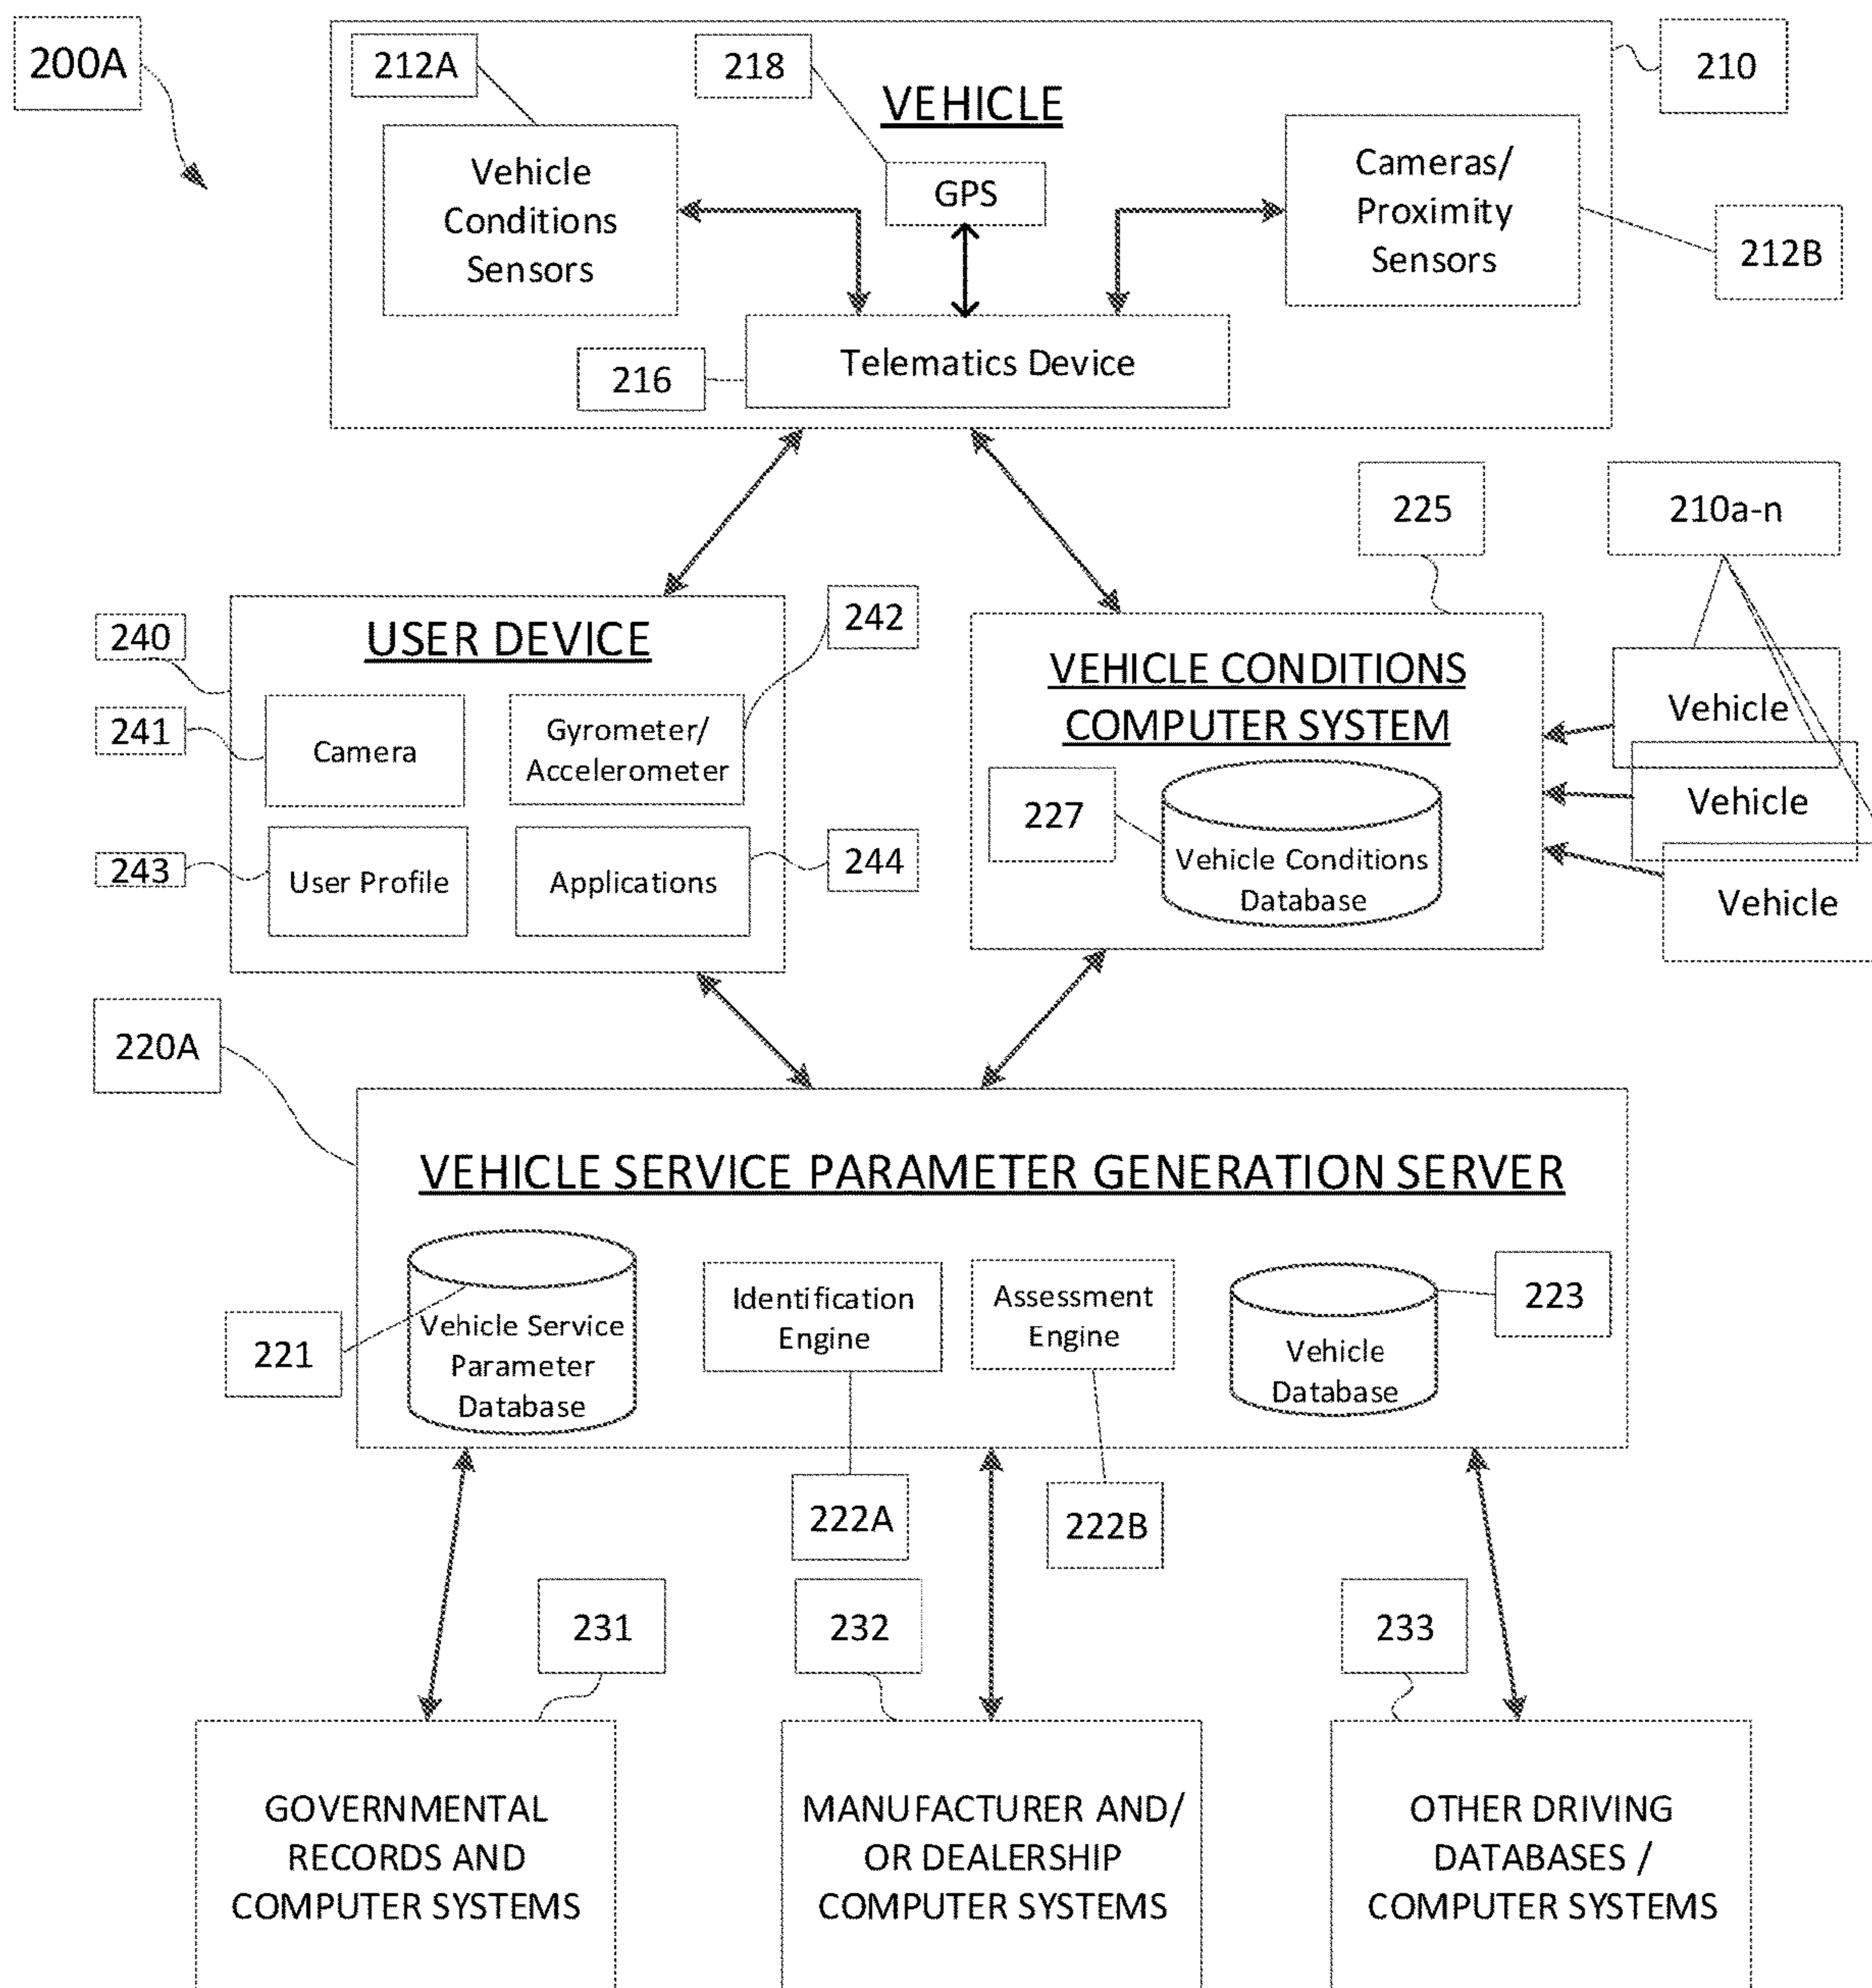 200A
212A
218
210
VEHICLE
Vehicle
Conditions
Sensors
GPS
Cameras/
Proximity
Sensors
212B
216
Telematics Device
225
210a-n
240
USER DEVICE
242
241
Camera
Gyrometer/
Accelerometer
243
User Profile
Applications
244
VEHICLE CONDITIONS
COMPUTER SYSTEM
227
Vehicle Conditions
Database
Vehicle
Vehicle
Vehicle
220A
VEHICLE SERVICE PARAMETER GENERATION SERVER
221
Vehicle Service
Parameter
Database
Identification
Engine
Assessment
Engine
Vehicle
Database
223
222A
222B
231
232
233
GOVERNMENTAL
RECORDS AND
COMPUTER SYSTEMS
MANUFACTURER AND/
OR DEALERSHIP
COMPUTER SYSTEMS
OTHER DRIVING
DATABASES /
COMPUTER SYSTEMS